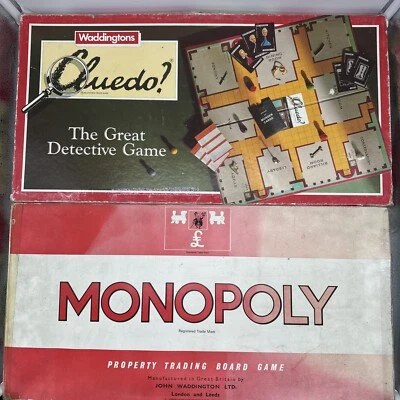 Waddingtons
Cluedo?
The Great
Detective Game
£
MONOPOLY
Registered Trade Mark
PROPERTY TRADING BOARD GAME
Manufactured in Great Britain by
JOHN WADDINGTON LTD.
London and Leeds